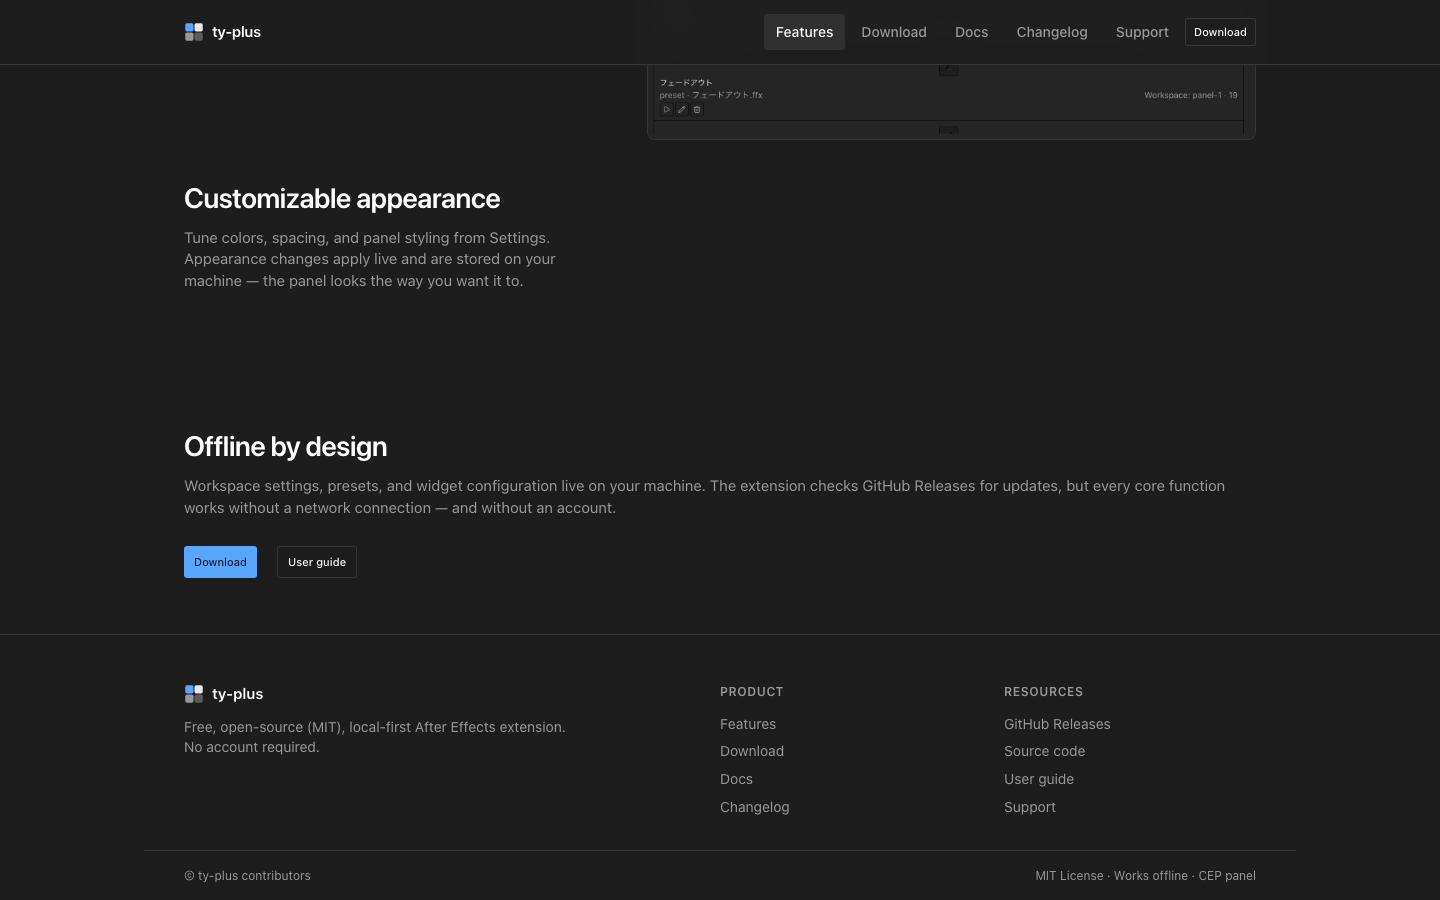 ty-plus
Features
Download
Docs
Changelog
Support
Download
フェードアウト
preset · フェードアウト.ffx
Workspace: panel-1 · 19
Customizable appearance
Tune colors, spacing, and panel styling from Settings.
Appearance changes apply live and are stored on your
machine — the panel looks the way you want it to.
Offline by design
Workspace settings, presets, and widget configuration live on your machine. The extension checks GitHub Releases for updates, but every core function
works without a network connection — and without an account.
Download
User guide
ty-plus
Free, open-source (MIT), local-first After Effects extension.
No account required.
PRODUCT
Features
Download
Docs
Changelog
RESOURCES
GitHub Releases
Source code
User guide
Support
© ty-plus contributors
MIT License · Works offline · CEP panel